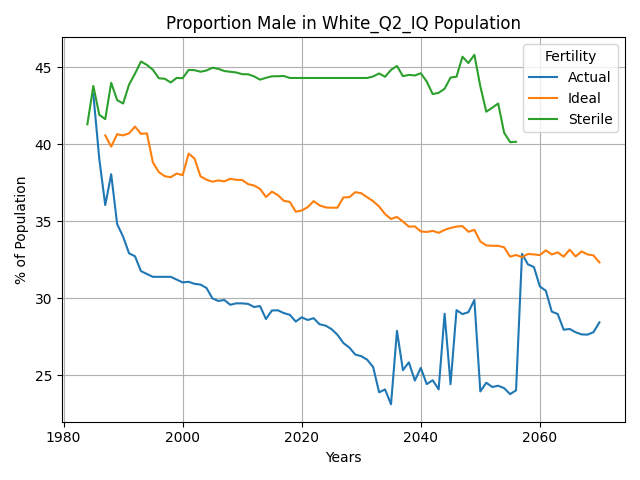 Proportion Male in White_Q2_IQ Population
Fertility
Actual
Ideal
Sterile
% of Population
45
40
35
30
25
1980
2000
2020
2040
2060
Years